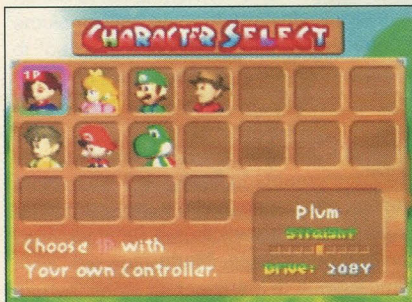 CHARACTER SELECT
1P
Plum
STRAIGHT
Choose 1P with
Your own Controller.
Drive: 208Y